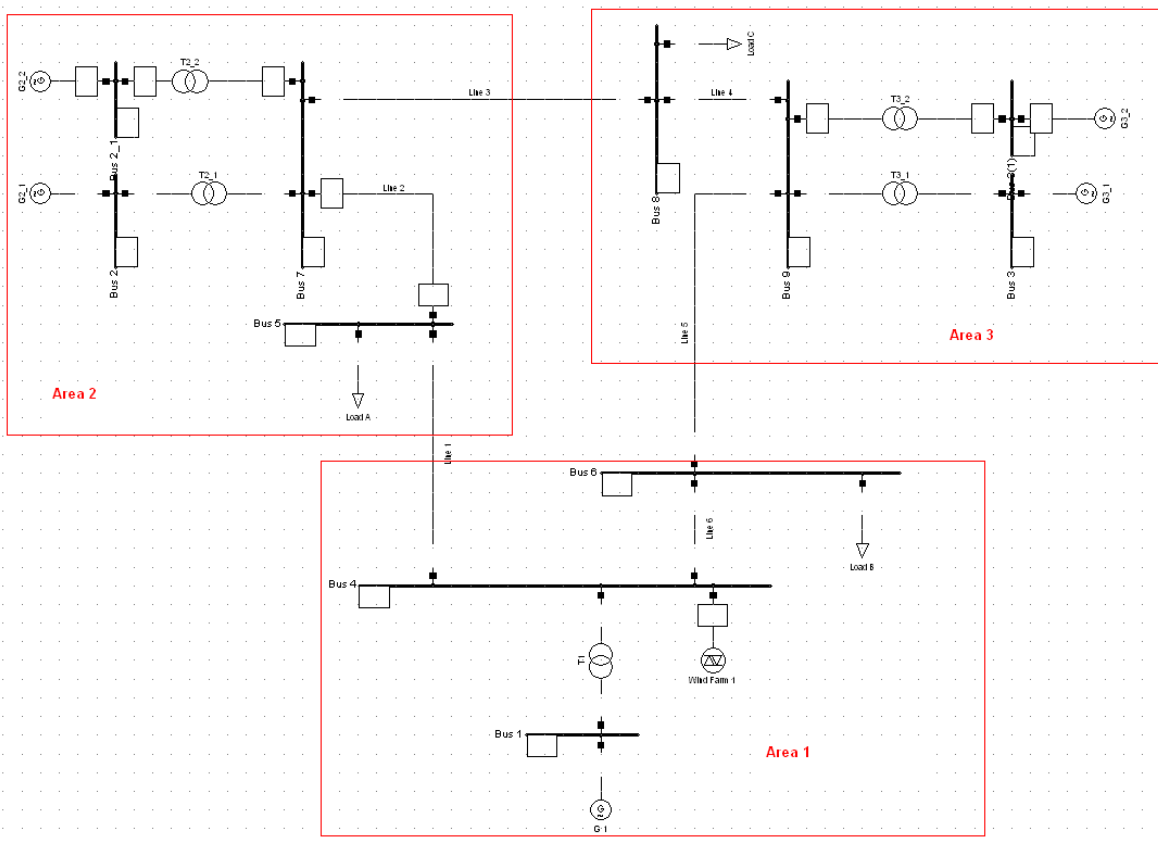 Load C
T2_2
G2_2
Line 3
Line 4
T3_2
G3_2
Bus 2_1
G2_1
T2_1
Line 2
Bus 8
T3_1
G3_1
Bus 2
Bus 7
Bus 9
Bus 3
Bus 5
Line 5
Area 3
Area 2
Load A
Line 1
Bus 6
Line 6
Load B
Bus 4
T1
Wind Farm 1
Bus 1
Area 1
G 1